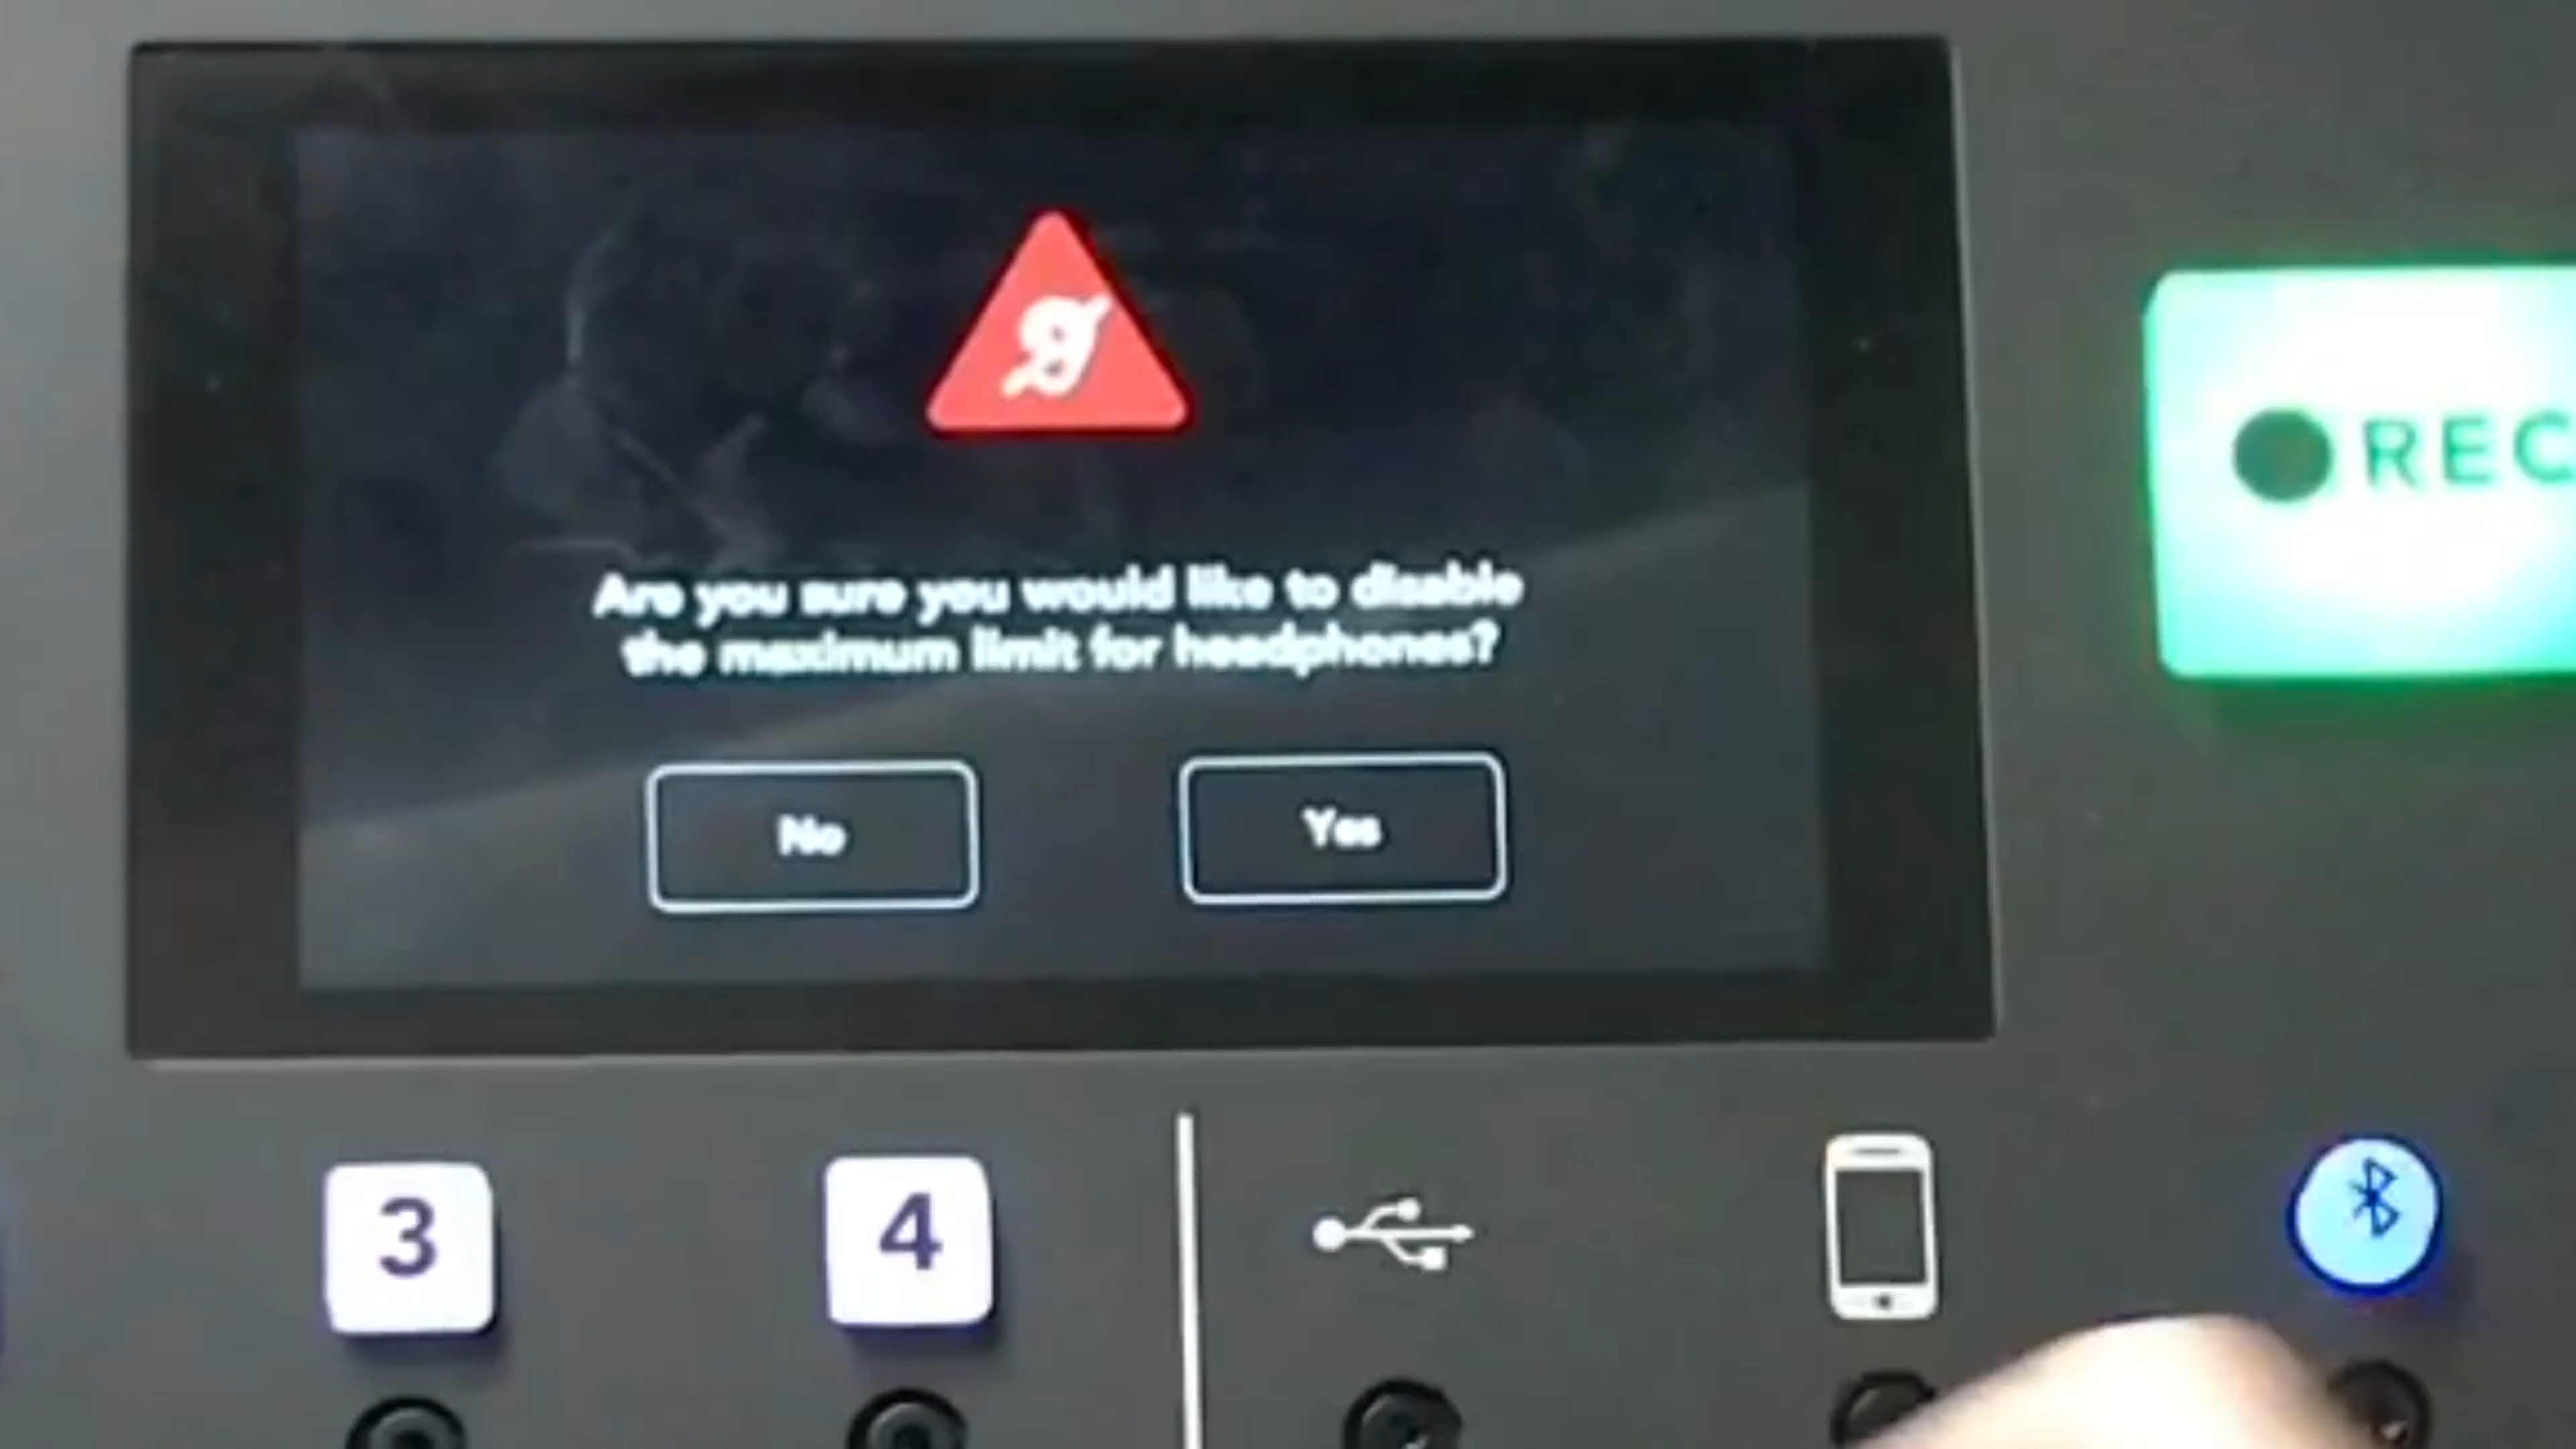 Are you sure you would like to disable
the maximum limit for headphones?
No
Yes
REC
3
4